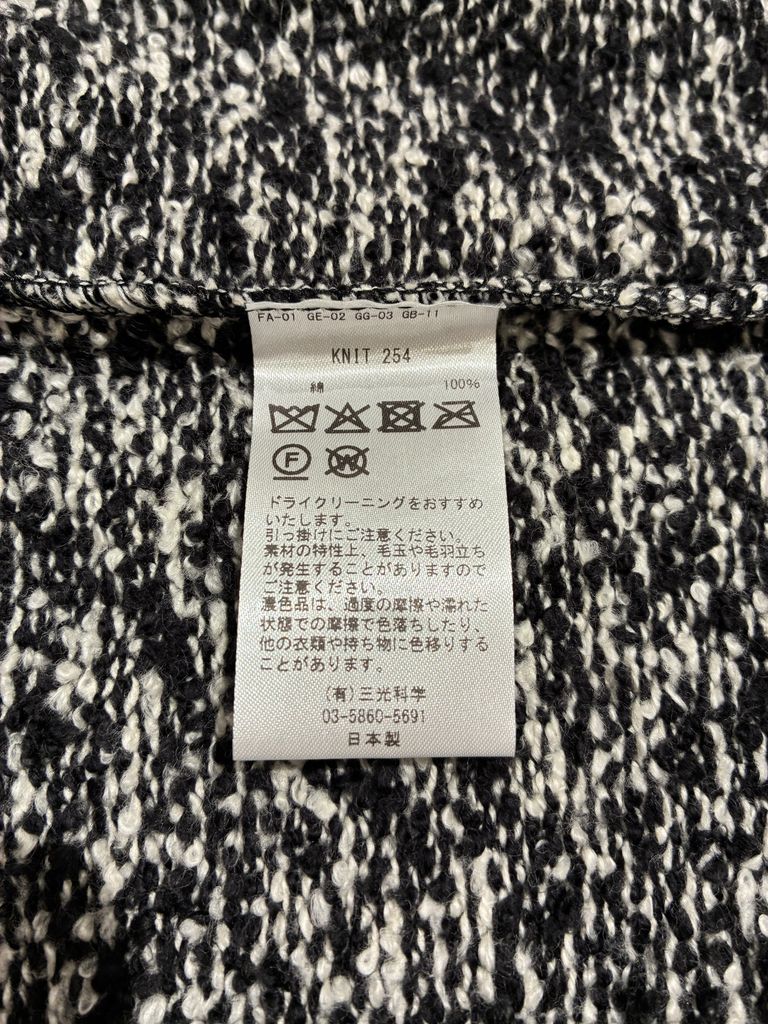 FA-01 GE-02 GG-03 GB-11
KNIT 254
綿 100%
F W
ドライクリーニングをおすすめ
いたします。
引っ掛けにご注意ください。
素材の特性上、毛玉や毛羽立ち
が発生することがありますので
ご注意ください。
濃色品は、過度の摩擦や濡れた
状態での摩擦で色落ちしたり、
他の衣類や持ち物に色移りする
ことがあります。
(有)三光科学
03-5860-5691
日本製